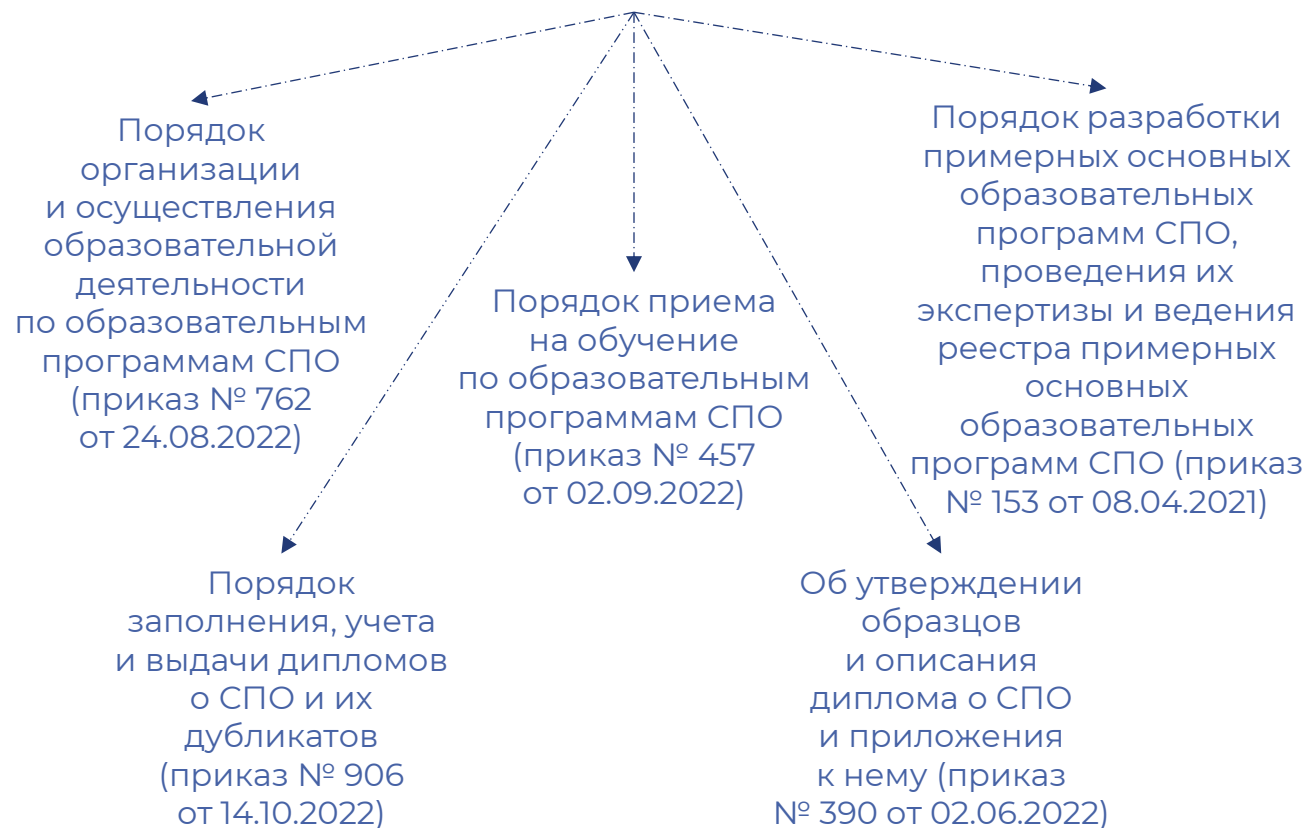 Порядок
организации
и осуществления
образовательной
деятельности
по образовательным
программам СПО
(приказ № 762
от 24.08.2022)
Порядок приема
на обучение
по образовательным
программам СПО
(приказ № 457
от 02.09.2022)
Порядок разработки
примерных основных
образовательных
программ СПО,
проведения их
экспертизы и ведения
реестра примерных
основных
образовательных
программ СПО (приказ
№ 153 от 08.04.2021)
Порядок
заполнения, учета
и выдачи дипломов
о СПО и их
дубликатов
(приказ № 906
от 14.10.2022)
Об утверждении
образцов
и описания
диплома о СПО
и приложения
к нему (приказ
№ 390 от 02.06.2022)